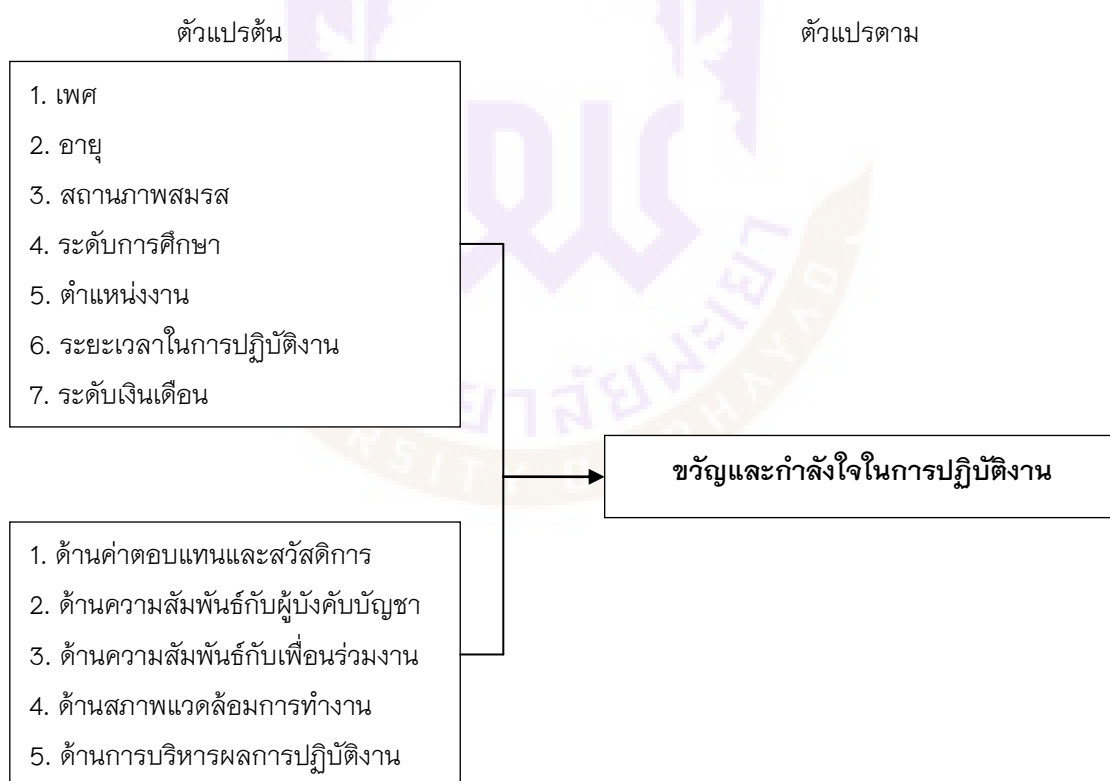 ตัวแปรต้น
ตัวแปรตาม
1. เพศ
2. อายุ
3. สถานภาพสมรส
4. ระดับการศึกษา
5. ตำแหน่งงาน
6. ระยะเวลาในการปฏิบัติงาน
7. ระดับเงินเดือน
ขวัญและกำลังใจในการปฏิบัติงาน
1. ด้านค่าตอบแทนและสวัสดิการ
2. ด้านความสัมพันธ์กับผู้บังคับบัญชา
3. ด้านความสัมพันธ์กับเพื่อนร่วมงาน
4. ด้านสภาพแวดล้อมการทำงาน
5. ด้านการบริหารผลการปฏิบัติงาน